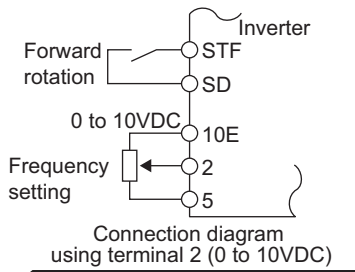 Inverter
Forward
rotation
STF
SD
0 to 10VDC
10E
Frequency
setting
2
5
Connection diagram
using terminal 2 (0 to 10VDC)